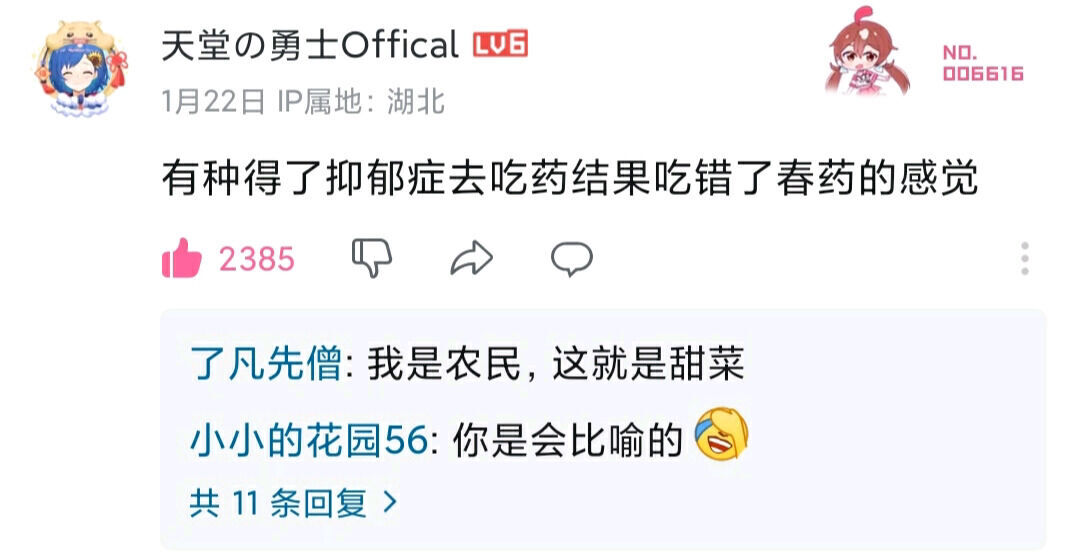 天堂の勇士Offical LV6
NO.
006616
1月22日 IP属地：湖北
有种得了抑郁症去吃药结果吃错了春药的感觉
2385
了凡先僧: 我是农民, 这就是甜菜
小小的花园56: 你是会比喻的
共 11 条回复 >